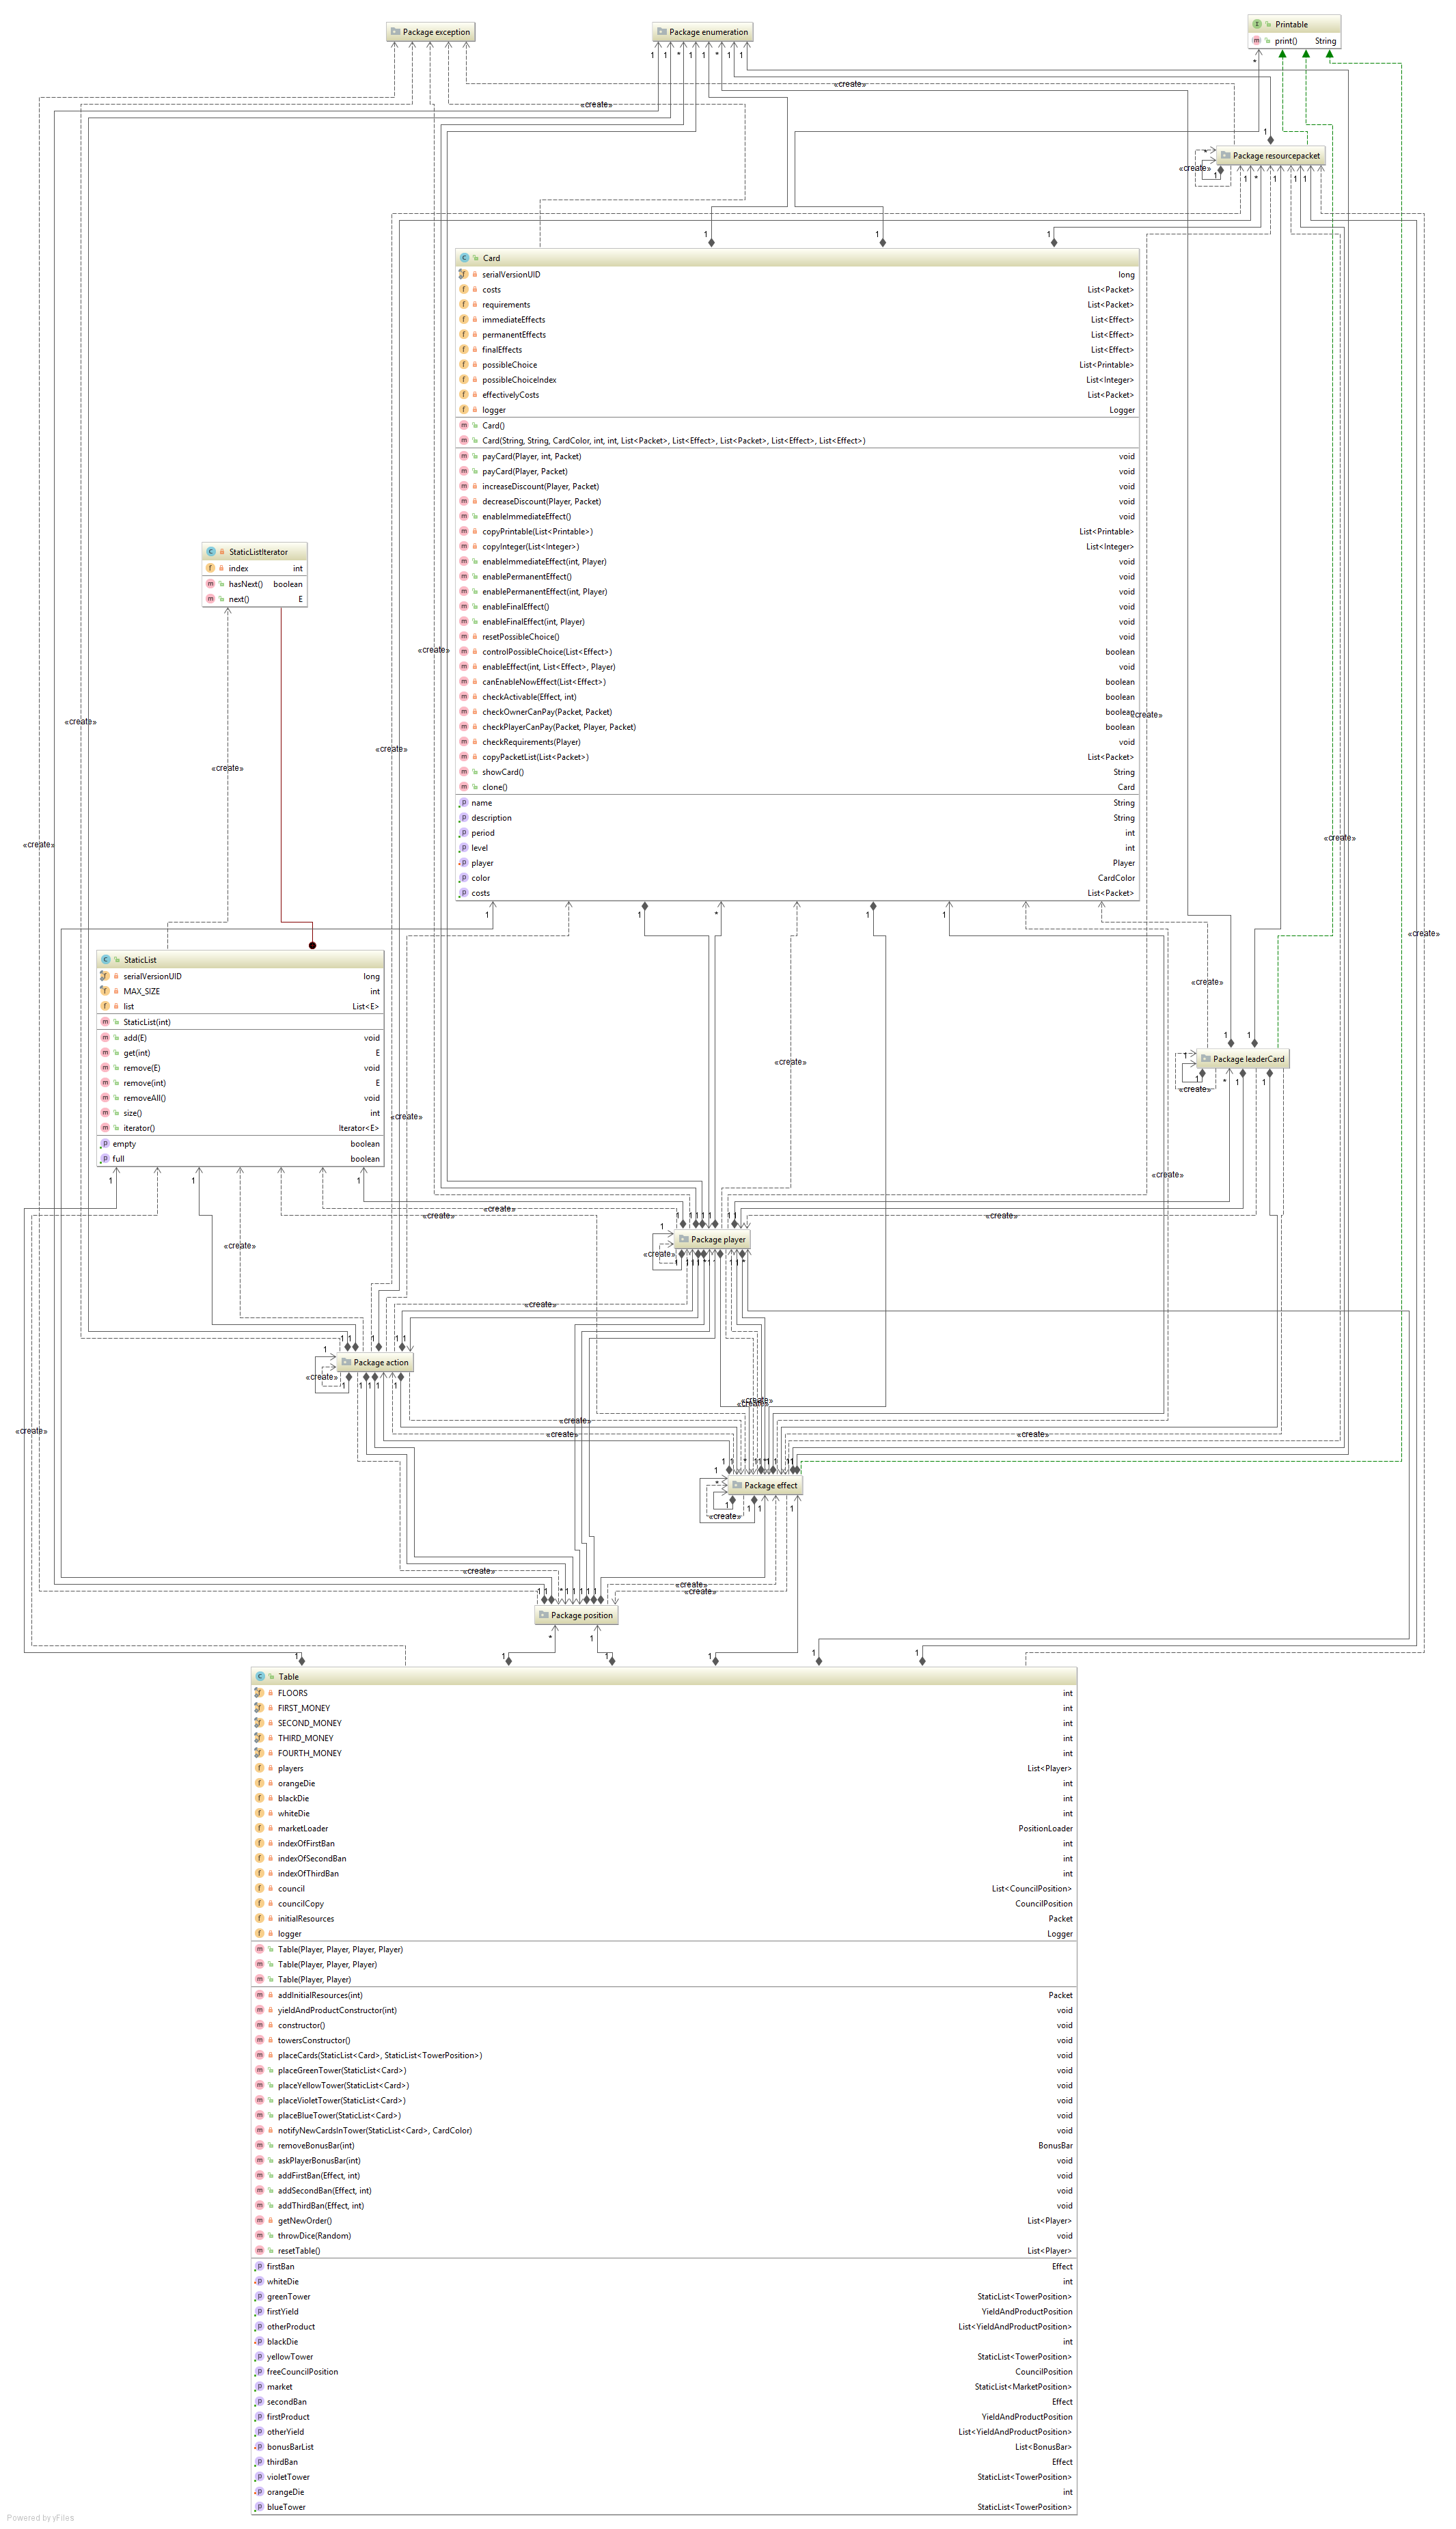 Package exception
Package enumeration
Printable
print() String
«create»
«create»
Package resourcepacket
«create»
Card
serialVersionUID long
costs List<Packet>
requirements List<Packet>
immediateEffects List<Effect>
permanentEffects List<Effect>
finalEffects List<Effect>
possibleChoice List<Printable>
possibleChoiceIndex List<Integer>
effectivelyCosts List<Packet>
logger Logger
Card()
Card(String, String, CardColor, int, int, List<Packet>, List<Effect>, List<Packet>, List<Effect>, List<Effect>)
payCard(Player, int, Packet) void
payCard(Player, Packet) void
increaseDiscount(Player, Packet) void
decreaseDiscount(Player, Packet) void
enableImmediateEffect() void
copyPrintable(List<Printable>) List<Printable>
copyInteger(List<Integer>) List<Integer>
enableImmediateEffect(int, Player) void
enablePermanentEffect() void
enablePermanentEffect(int, Player) void
enableFinalEffect() void
enableFinalEffect(int, Player) void
resetPossibleChoice() void
controlPossibleChoice(List<Effect>) boolean
enableEffect(int, List<Effect>, Player) void
canEnableNowEffect(List<Effect>) boolean
checkActivable(Effect, int) boolean
checkOwnerCanPay(Packet, Packet) boolean
checkPlayerCanPay(Packet, Player, Packet) boolean
checkRequirements(Player) void
copyPacketList(List<Packet>) List<Packet>
showCard() String
clone() Card
name String
description String
period int
level int
player Player
color CardColor
costs List<Packet>
StaticListIterator
index int
hasNext() boolean
next() E
«create»
«create»
«create»
«create»
«create»
«create»
«create»
«create»
StaticList
serialVersionUID long
MAX_SIZE int
list List<E>
StaticList(int)
add(E) void
get(int) E
remove(E) void
remove(int) E
removeAll() void
size() int
iterator() Iterator<E>
empty boolean
full boolean
«create»
Package leaderCard
«create»
«create»
«create»
«create»
«create»
«create»
«create»
«create»
Package player
«create»
«create»
Package action
«create»
«create»
«create»
«create»
«create»
Package effect
«create»
«create»
«create»
«create»
Package position
Table
FLOORS int
FIRST_MONEY int
SECOND_MONEY int
THIRD_MONEY int
FOURTH_MONEY int
players List<Player>
orangeDie int
blackDie int
whiteDie int
marketLoader PositionLoader
indexOfFirstBan int
indexOfSecondBan int
indexOfThirdBan int
council List<CouncilPosition>
councilCopy CouncilPosition
initialResources Packet
logger Logger
Table(Player, Player, Player, Player)
Table(Player, Player, Player)
Table(Player, Player)
addInitialResources(int) Packet
yieldAndProductConstructor(int) void
constructor() void
towersConstructor() void
placeCards(StaticList<Card>, StaticList<TowerPosition>) void
placeGreenTower(StaticList<Card>) void
placeYellowTower(StaticList<Card>) void
placeVioletTower(StaticList<Card>) void
placeBlueTower(StaticList<Card>) void
notifyNewCardsInTower(StaticList<Card>, CardColor) void
removeBonusBar(int) BonusBar
askPlayerBonusBar(int) void
addFirstBan(Effect, int) void
addSecondBan(Effect, int) void
addThirdBan(Effect, int) void
getNewOrder() List<Player>
throwDice(Random) void
resetTable() List<Player>
firstBan Effect
whiteDie int
greenTower StaticList<TowerPosition>
firstYield YieldAndProductPosition
otherProduct List<YieldAndProductPosition>
blackDie int
yellowTower StaticList<TowerPosition>
freeCouncilPosition CouncilPosition
market StaticList<MarketPosition>
secondBan Effect
firstProduct YieldAndProductPosition
otherYield List<YieldAndProductPosition>
bonusBarList List<BonusBar>
thirdBan Effect
violetTower StaticList<TowerPosition>
orangeDie int
blueTower StaticList<TowerPosition>
Powered by yFiles